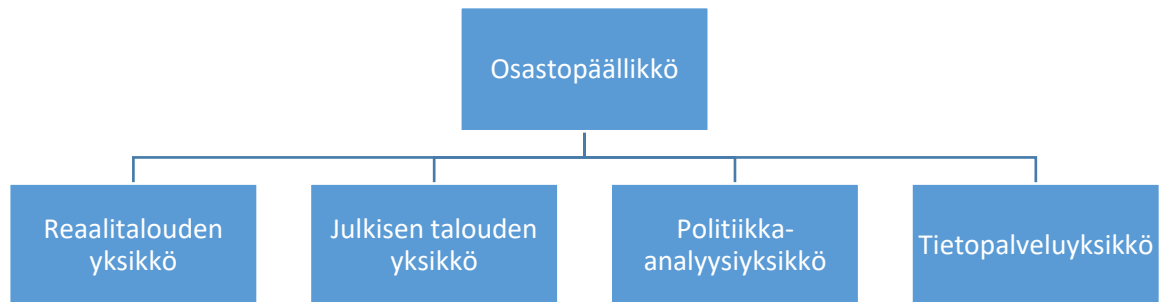 Osastopäällikkö
Reaalitalouden
yksikkö
Julkisen talouden
yksikkö
Politiikka-
analyysiyksikkö
Tietopalveluyksikkö